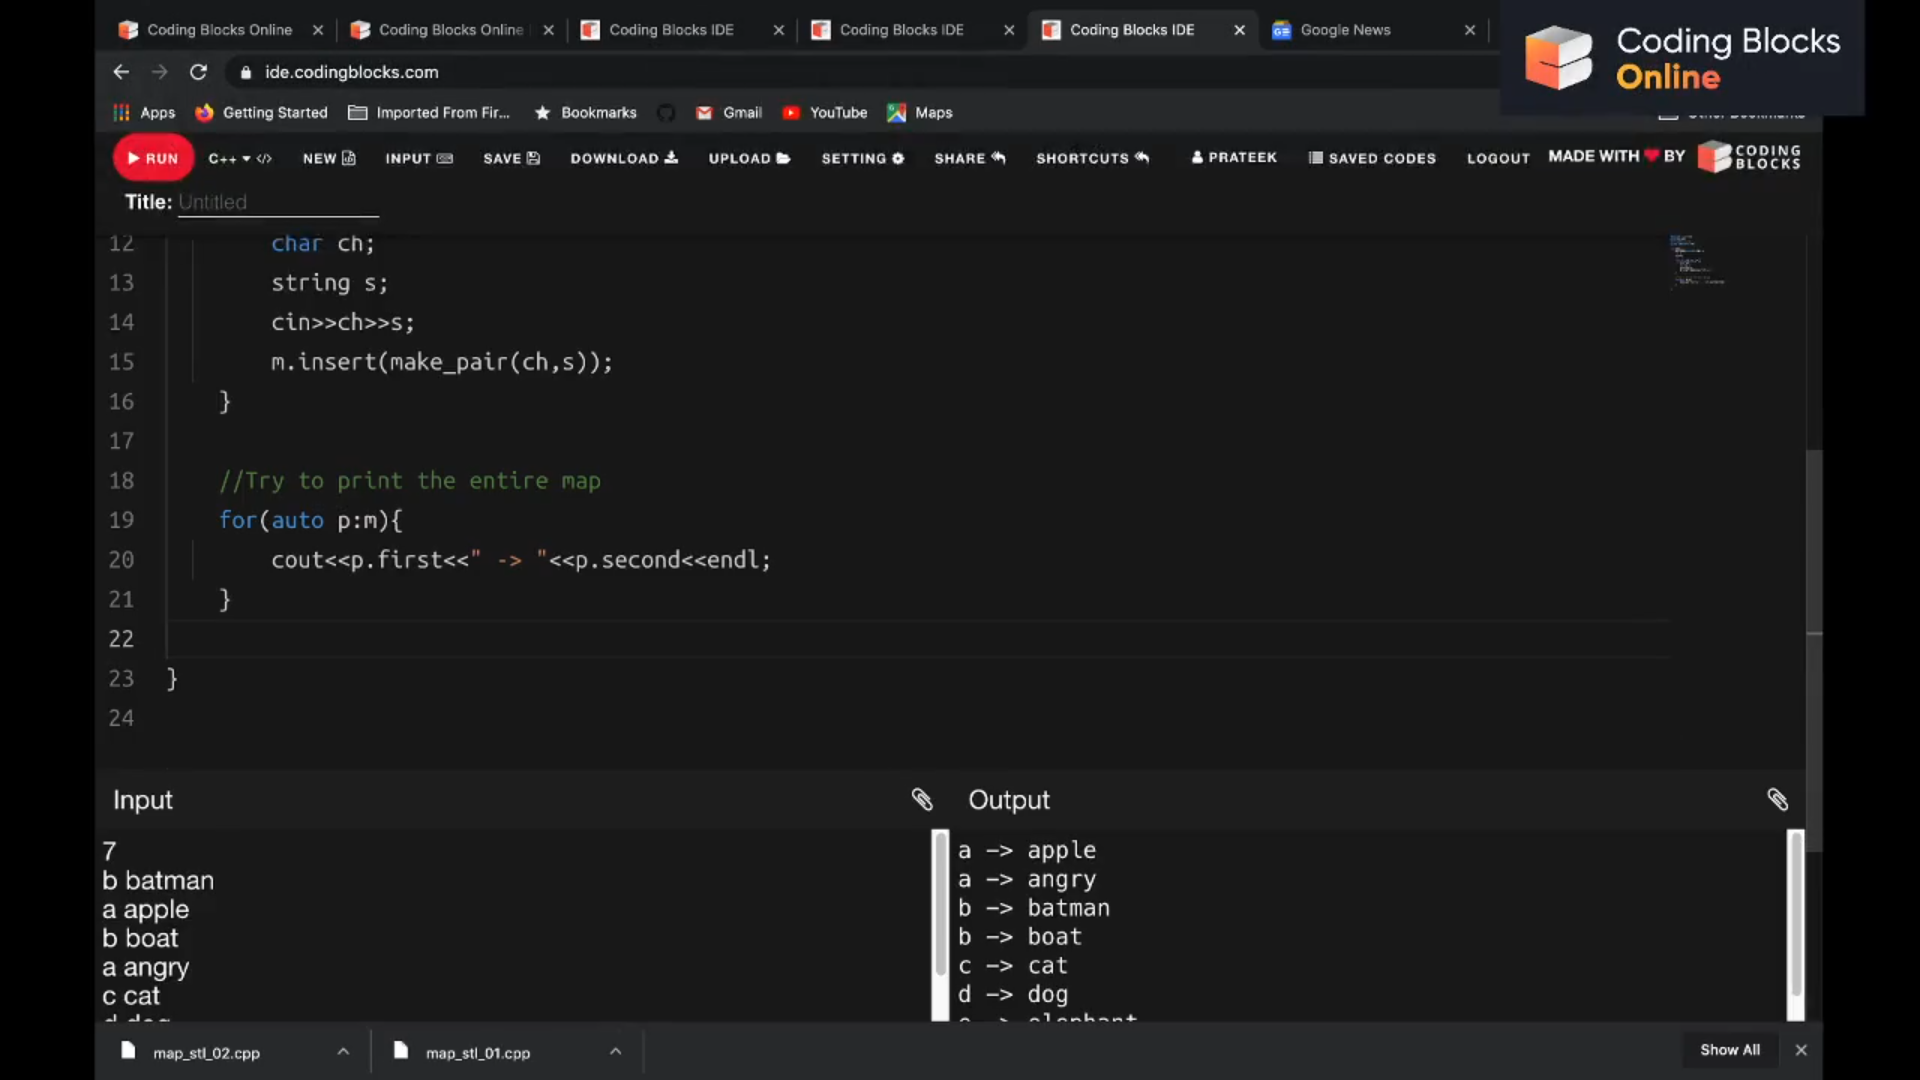 Coding Blocks Online
Coding Blocks Online
Coding Blocks IDE
Coding Blocks IDE
Coding Blocks IDE
Google News
Coding Blocks
Online
ide.codingblocks.com
Apps
Getting Started
Imported From Fir...
Bookmarks
Gmail
YouTube
Maps
Other Bookmarks
RUN
C++
NEW
INPUT
SAVE
DOWNLOAD
UPLOAD
SETTING
SHARE
SHORTCUTS
PRATEEK
SAVED CODES
LOGOUT
MADE WITH ❤ BY
CODING
BLOCKS
Title: Untitled
12 char ch;
13 string s;
14 cin>>ch>>s;
15 m.insert(make_pair(ch,s));
16 }
17
18 //Try to print the entire map
19 for(auto p:m){
20 cout<<p.first<<" -> "<<p.second<<endl;
21 }
22
23 }
24
Input
7
b batman
a apple
b boat
a angry
c cat
d dog
Output
a -> apple
a -> angry
b -> batman
b -> boat
c -> cat
d -> dog
e -> elephant
map_stl_02.cpp
map_stl_01.cpp
Show All